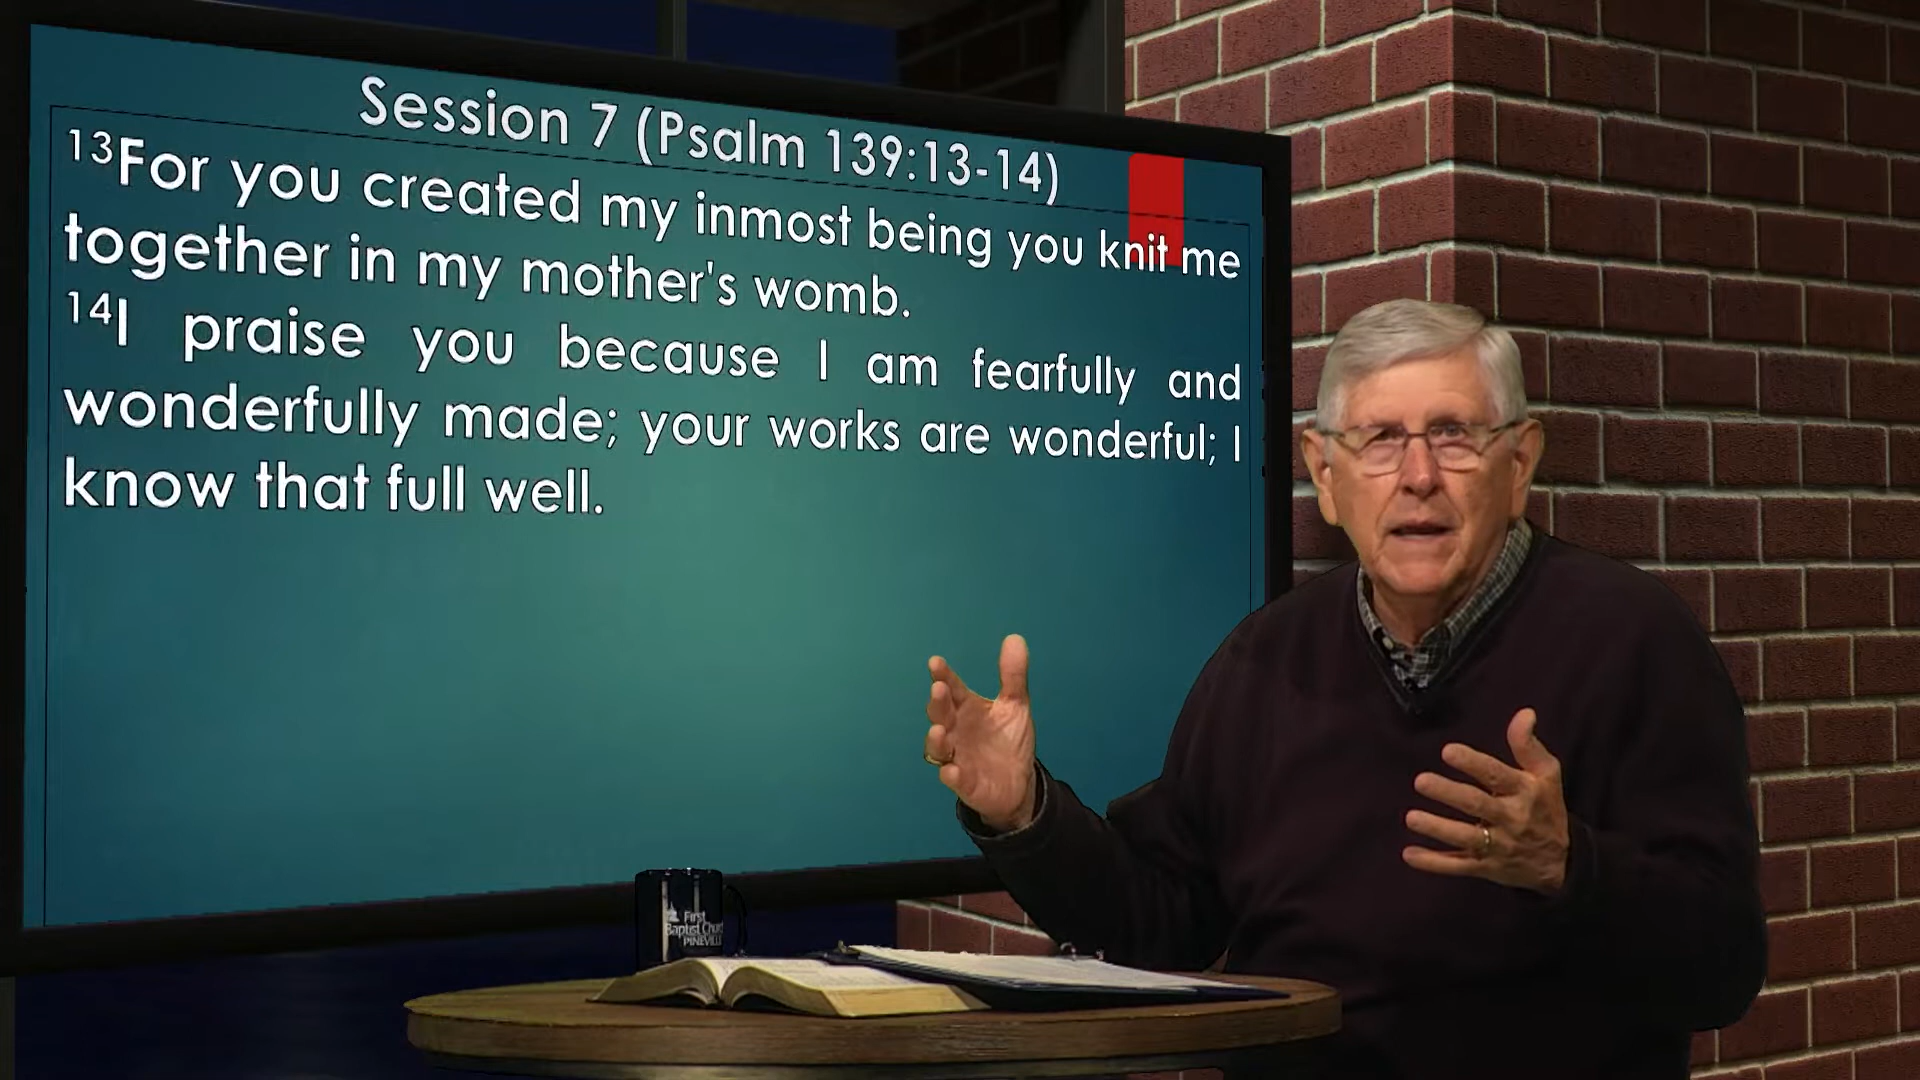 Session 7 (Psalm 139:13-14)
13For you created my inmost being you knit me
together in my mother's womb.
14I praise you because I am fearfully and
wonderfully made; your works are wonderful; I
know that full well.
First
Baptist Church
PINEVILLE